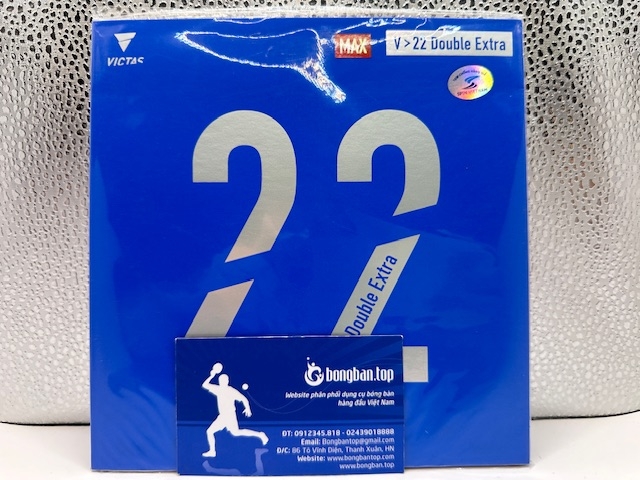 VICTAS
MAX
V > 22 Double Extra
22
Double Extra
bongban.top
Website phân phối dụng cụ bóng bàn
hàng đầu Việt Nam
ĐT: 0912345.818 - 02439018888
Email: Bongbantop@gmail.com
Đ/C: 86 Tô Vĩnh Diện, Thanh Xuân, HN
Website: www.bongbantop.com
www.bongban.top